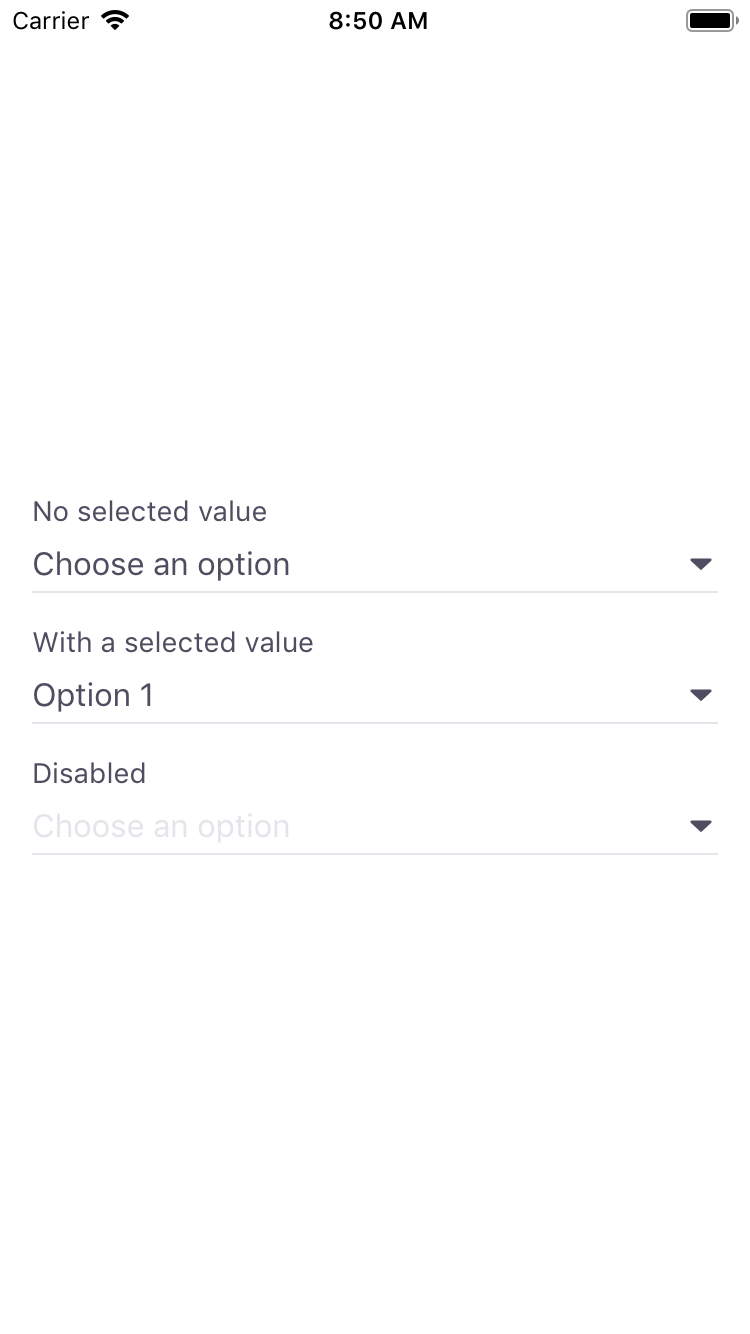 Carrier 8:50 AM
No selected value
Choose an option
With a selected value
Option 1
Disabled
Choose an option